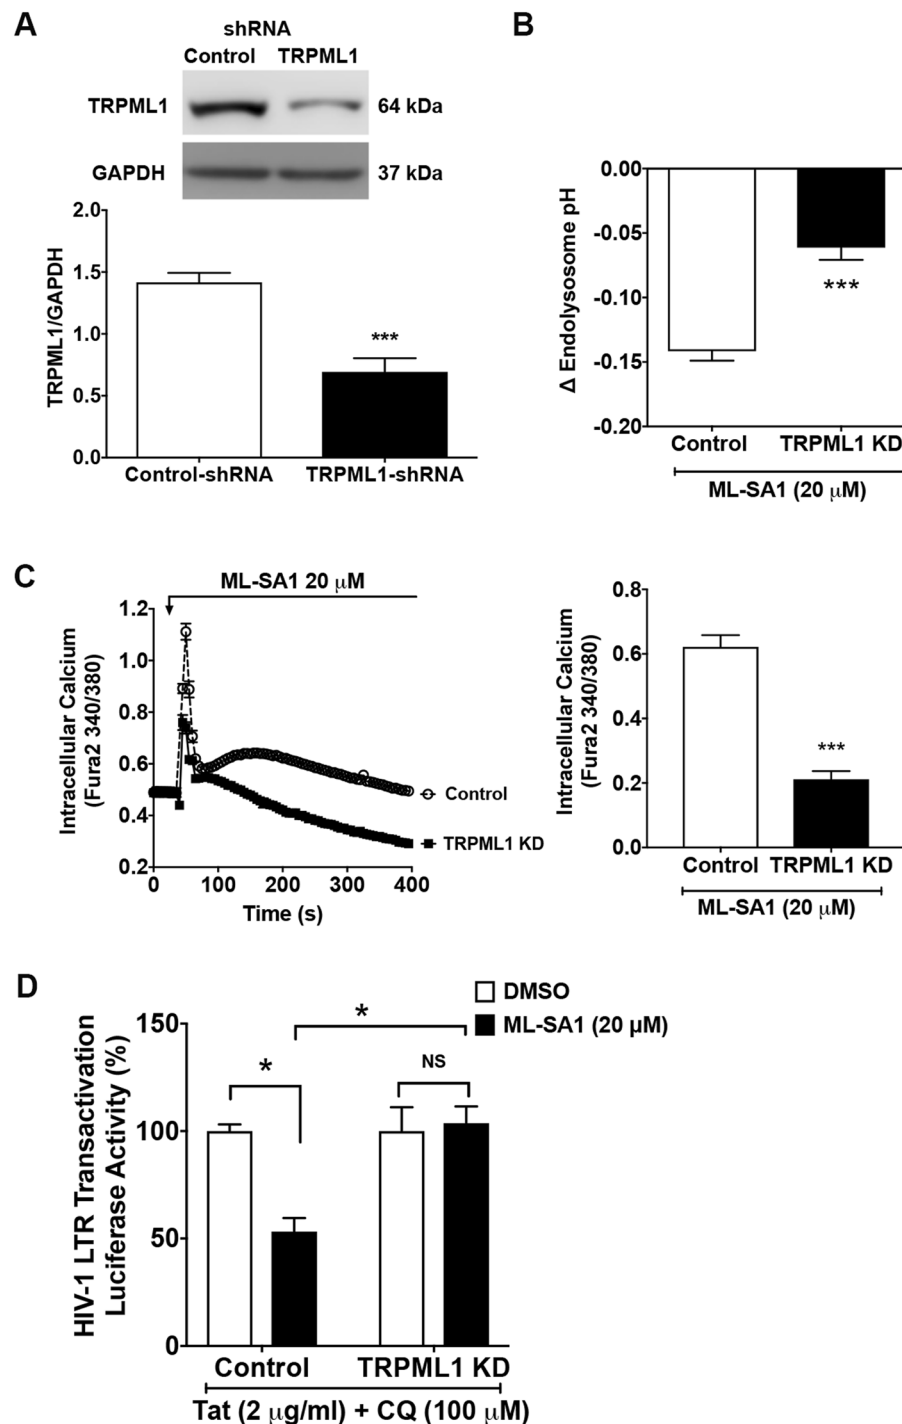 A
shRNA
Control TRPML1
TRPML1
64 kDa
GAPDH
37 kDa
TRPML1/GAPDH
2.0
1.5
1.0
0.5
0.0
***
Control-shRNA
TRPML1-shRNA
B
Δ Endolysosome pH
0.00
-0.05
-0.10
-0.15
-0.20
***
Control
TRPML1 KD
ML-SA1 (20 μM)
C
ML-SA1 20 μM
Intracellular Calcium
(Fura2 340/380)
1.2
1.0
0.8
0.6
0.4
0.2
0
100
200
300
400
Time (s)
Control
TRPML1 KD
Intracellular Calcium
(Fura2 340/380)
0.8
0.6
0.4
0.2
0.0
***
Control
TRPML1 KD
ML-SA1 (20 μM)
D
DMSO
ML-SA1 (20 μM)
HIV-1 LTR Transactivation
Luciferase Activity (%)
150
100
50
0
*
*
NS
Control
TRPML1 KD
Tat (2 μg/ml) + CQ (100 μM)